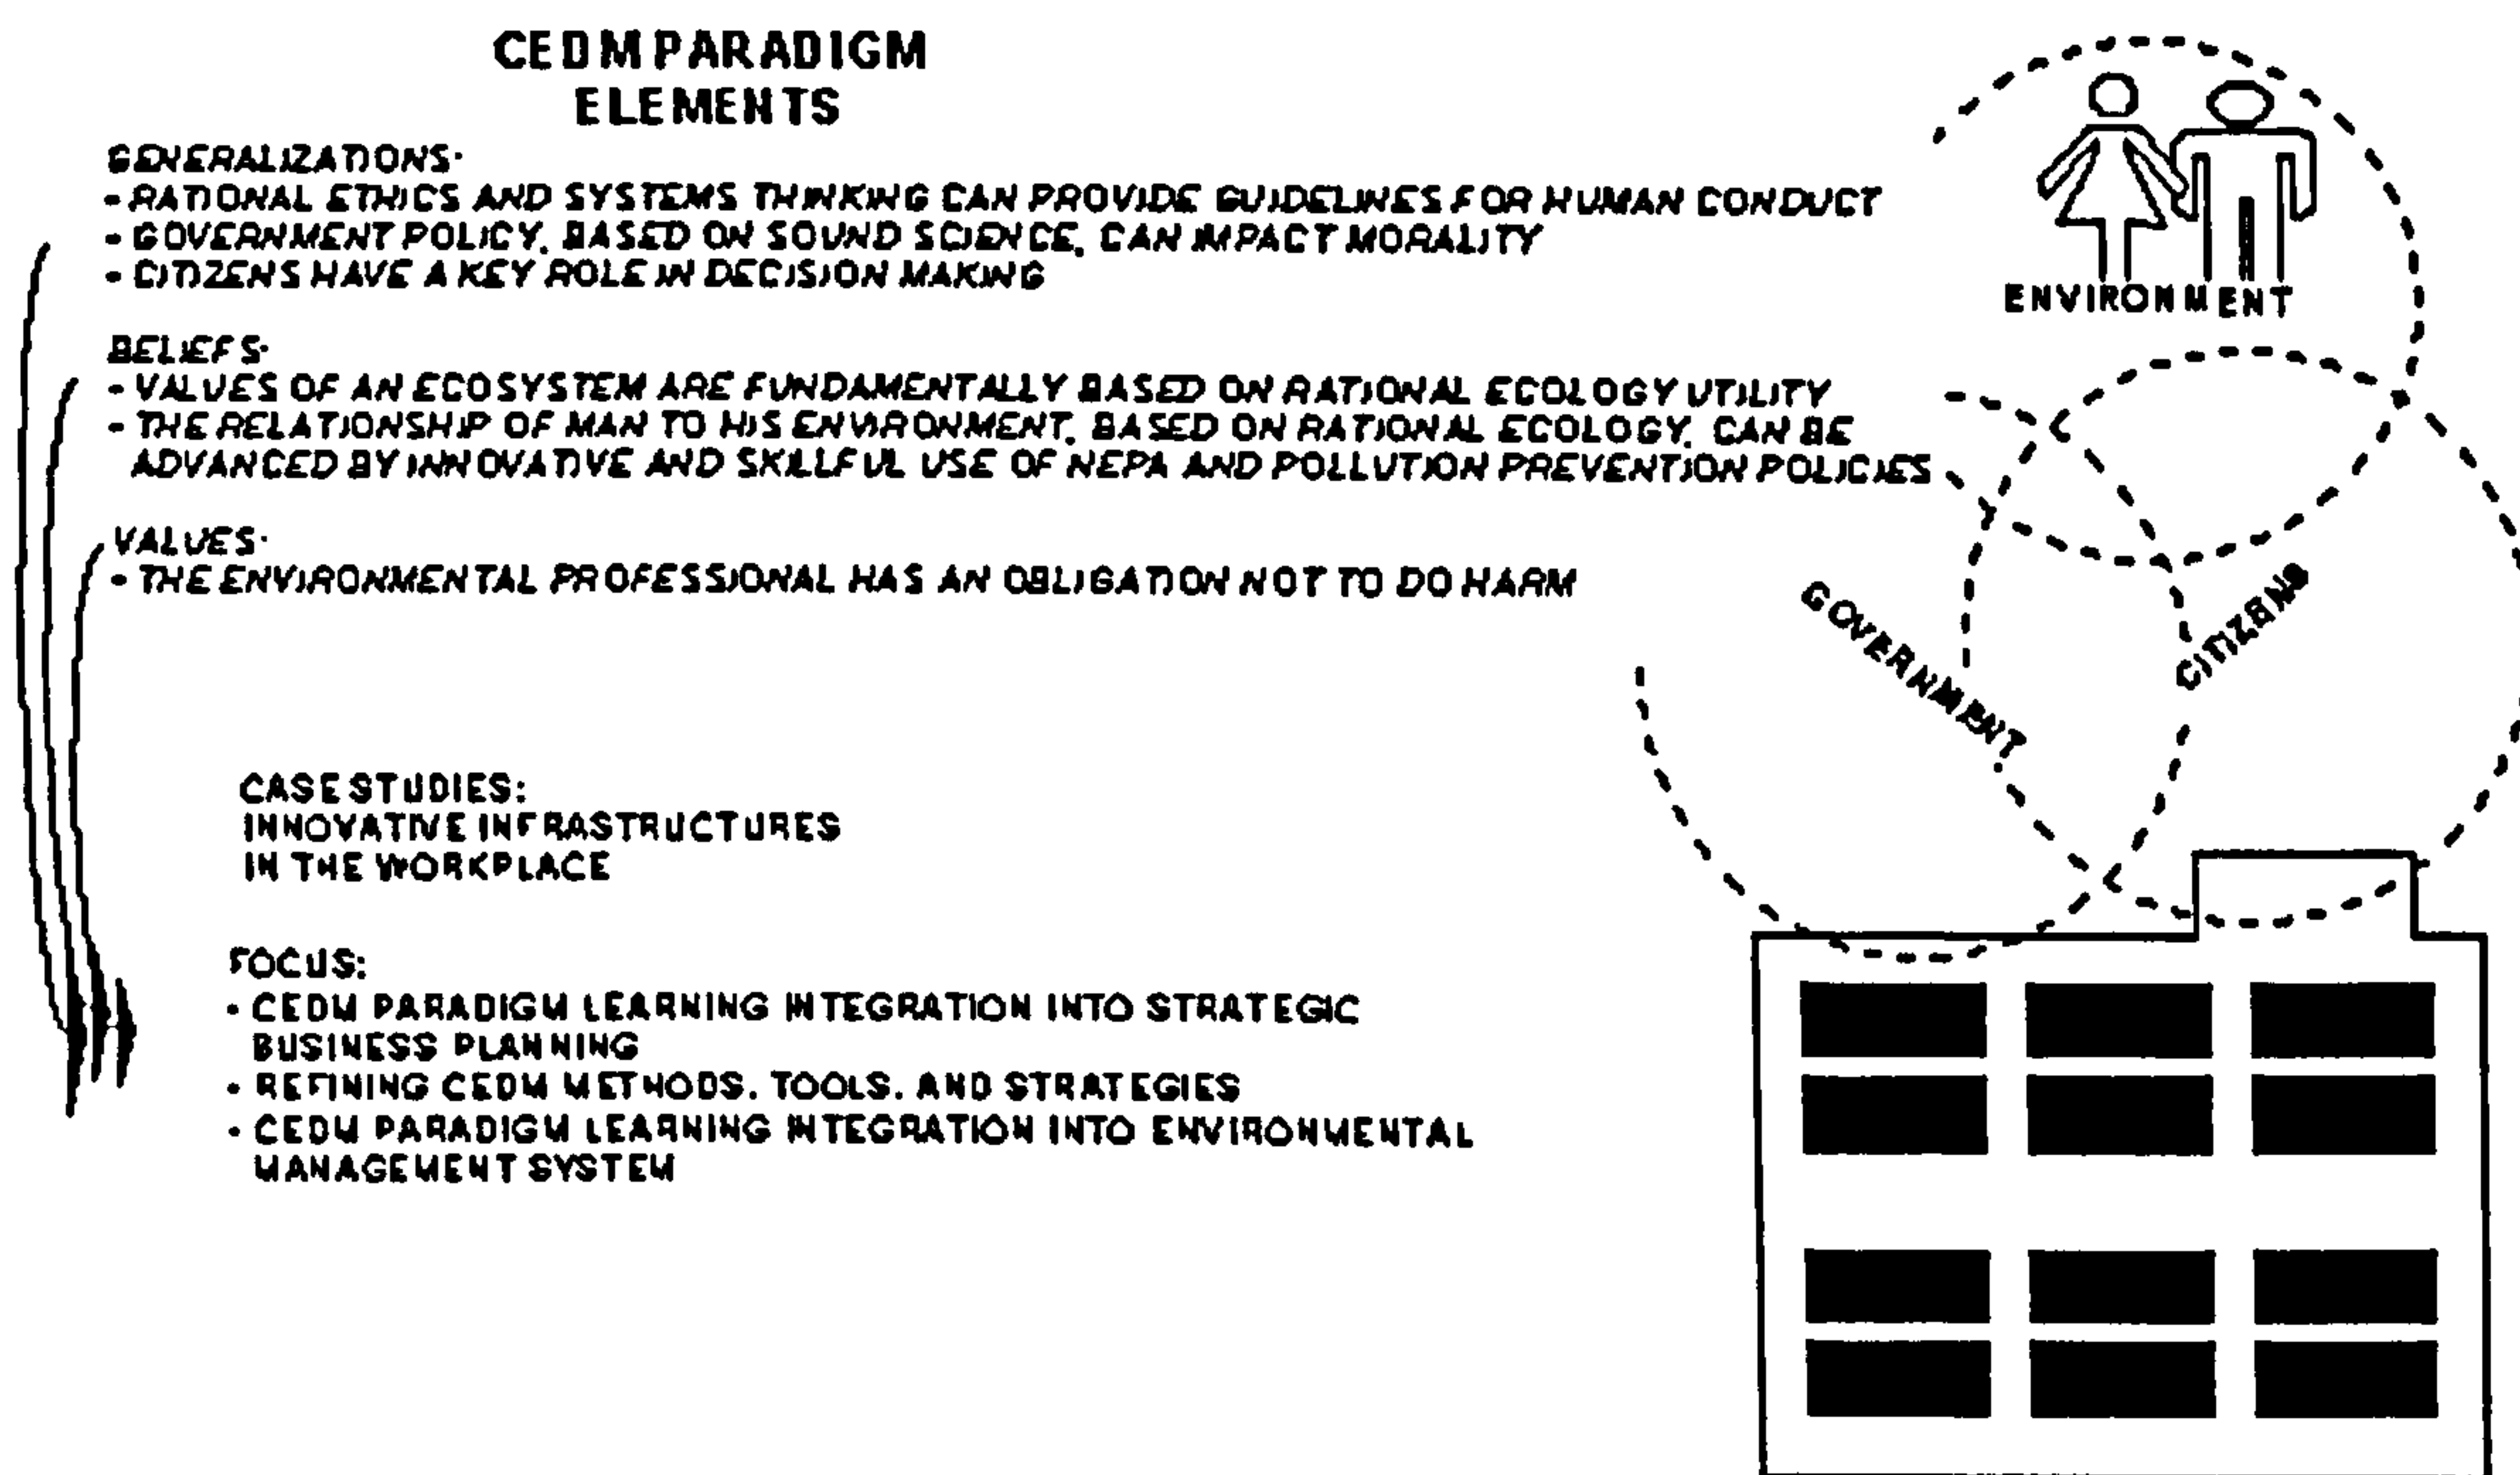 CEDM PARADIGM
ELEMENTS
GENERALIZATIONS:
- RATIONAL ETHICS AND SYSTEMS THINKING CAN PROVIDE GUIDELINES FOR HUMAN CONDUCT
- GOVERNMENT POLICY, BASED ON SOUND SCIENCE, CAN IMPACT MORALITY
- CITIZENS HAVE A KEY ROLE IN DECISION MAKING
BELIEFS:
- VALUES OF AN ECOSYSTEM ARE FUNDAMENTALLY BASED ON RATIONAL ECOLOGY UTILITY
- THE RELATIONSHIP OF MAN TO HIS ENVIRONMENT, BASED ON RATIONAL ECOLOGY, CAN BE
ADVANCED BY INNOVATIVE AND SKILLFUL USE OF NEPA AND POLLUTION PREVENTION POLICIES
VALUES:
- THE ENVIRONMENTAL PROFESSIONAL HAS AN OBLIGATION NOT TO DO HARM
CASE STUDIES:
INNOVATIVE INFRASTRUCTURES
IN THE WORKPLACE
FOCUS:
• CEDM PARADIGM LEARNING INTEGRATION INTO STRATEGIC
BUSINESS PLANNING
• REFINING CEDM METHODS, TOOLS, AND STRATEGIES
• CEDM PARADIGM LEARNING INTEGRATION INTO ENVIRONMENTAL
MANAGEMENT SYSTEM
ENVIRONMENT
GOVERNMENT
CITIZENS